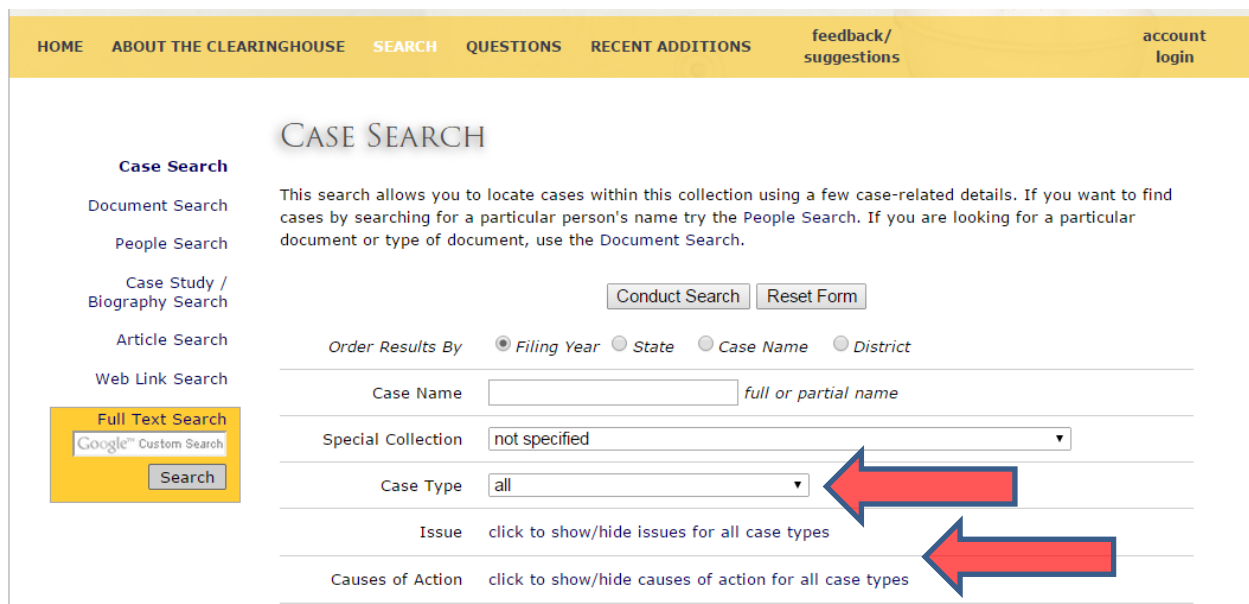 HOME ABOUT THE CLEARINGHOUSE SEARCH QUESTIONS RECENT ADDITIONS feedback/ suggestions account login
CASE SEARCH
Case Search
Document Search
People Search
Case Study /
Biography Search
Article Search
Web Link Search
Full Text Search
Google™ Custom Search
Search
This search allows you to locate cases within this collection using a few case-related details. If you want to find
cases by searching for a particular person's name try the People Search. If you are looking for a particular
document or type of document, use the Document Search.
Conduct Search Reset Form
Order Results By Filing Year State Case Name District
Case Name full or partial name
Special Collection not specified
Case Type all
Issue click to show/hide issues for all case types
Causes of Action click to show/hide causes of action for all case types